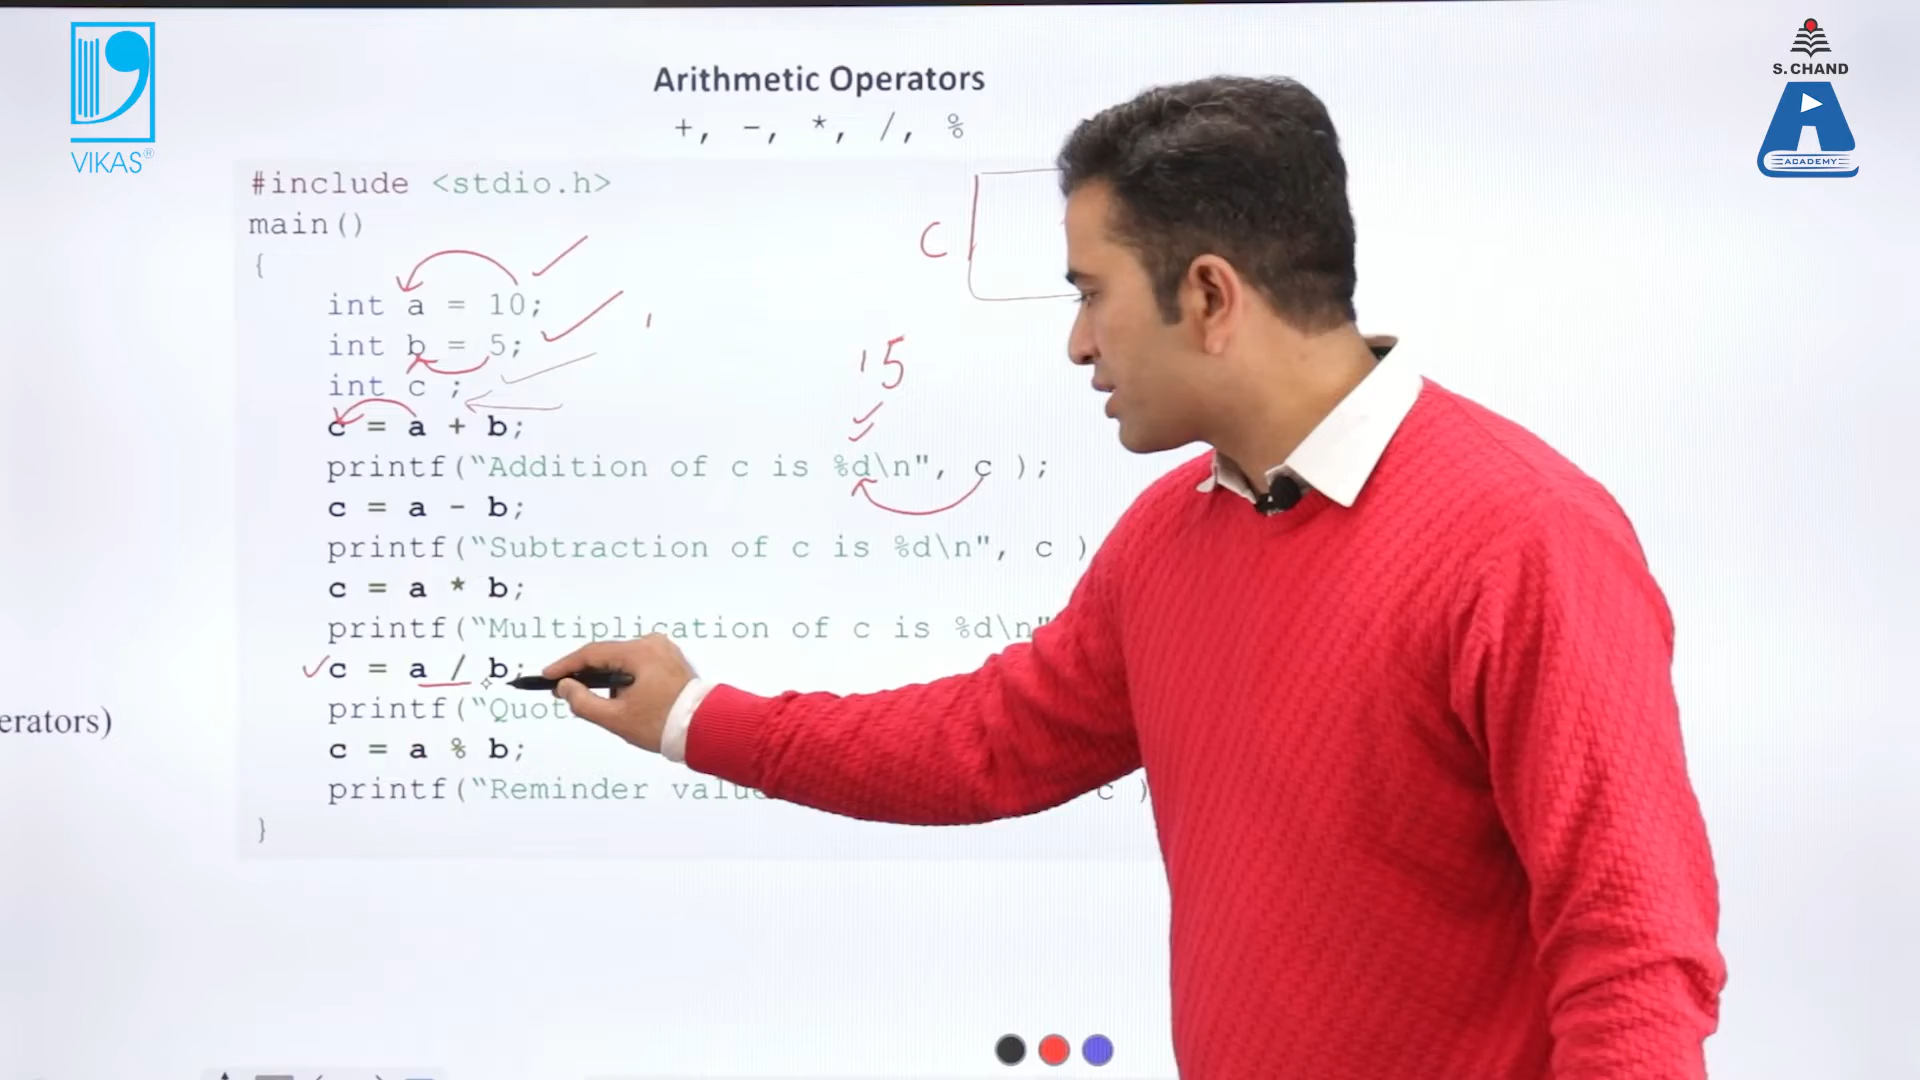 VIKAS®
S. CHAND
ACADEMY
Arithmetic Operators
+, -, *, /, %
#include <stdio.h>
main()
{
int a = 10;
int b = 5;
int c ;
c = a + b;
printf("Addition of c is %d\n", c );
c = a - b;
printf("Subtraction of c is %d\n", c )
c = a * b;
printf("Multiplication of c is %d\n"
c = a / b;
printf("Quot
c = a % b;
printf("Reminder value
c )
}
C
15
erators)